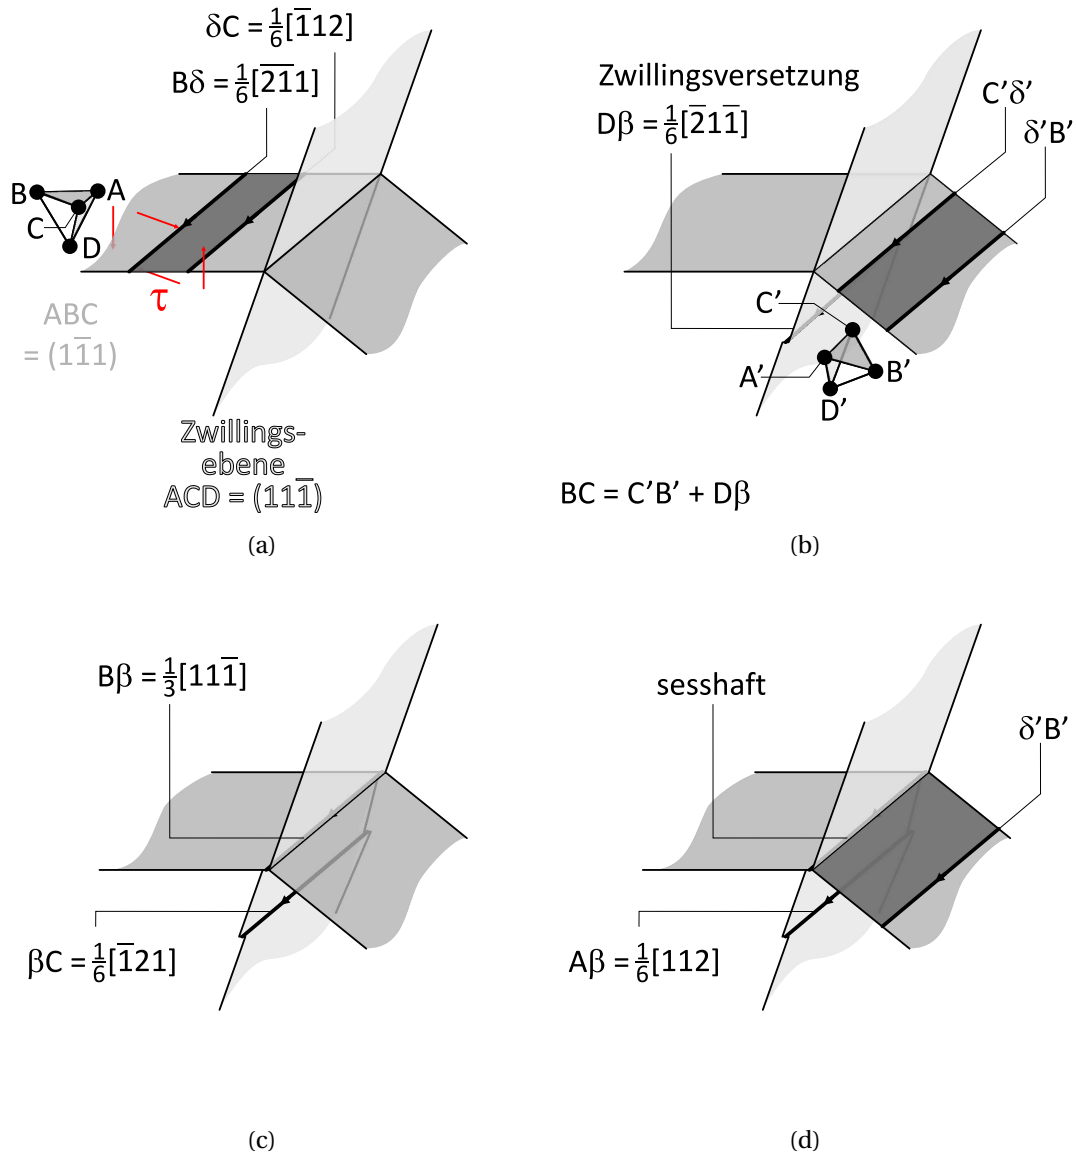 δC = 1/6[1̅12]
Bδ = 1/6[2̅1̅1]
B
A
C
D
τ
ABC
= (11̅1)
Zwillings-
ebene
ACD = (111̅)
(a)
Zwillingsversetzung
Dβ = 1/6[2̅11̅]
C'δ'
δ'B'
C'
A'
B'
D'
BC = C'B' + Dβ
(b)
Bβ = 1/3[111̅]
βC = 1/6[1̅21]
(c)
sesshaft
δ'B'
Aβ = 1/6[112]
(d)